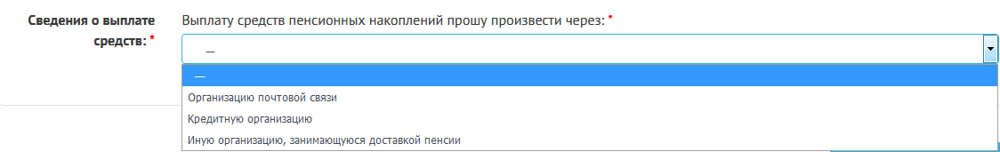 Сведения о выплате средств: *
Выплату средств пенсионных накоплений прошу произвести через: *
—
—
Организацию почтовой связи
Кредитную организацию
Иную организацию, занимающуюся доставкой пенсии